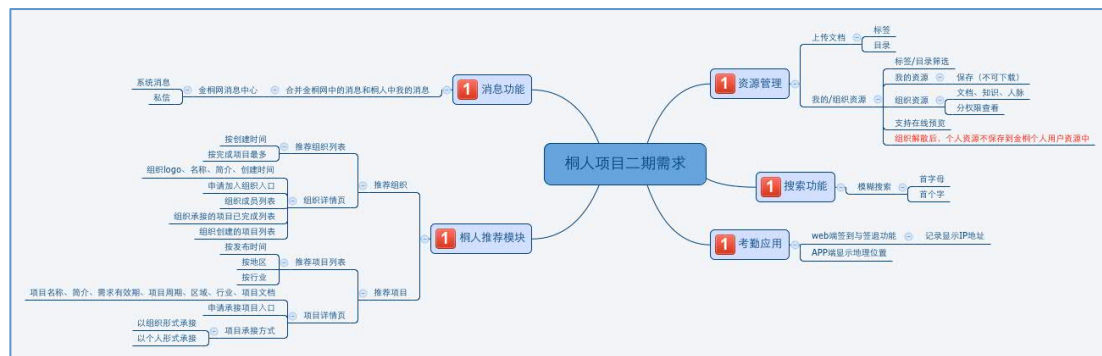 桐人项目二期需求
1 消息功能
合并金桐网中的消息和桐人中我的消息
金桐网消息中心
系统消息
私信
1 桐人推荐模块
推荐组织
推荐组织列表
按创建时间
按完成项目最多
组织详情页
组织logo、名称、简介、创建时间
申请加入组织入口
组织成员列表
组织承接的项目已完成列表
组织创建的项目列表
推荐项目
推荐项目列表
按发布时间
按地区
按行业
项目详情页
项目名称、简介、需求有效期、项目周期、区域、行业、项目文档
申请承接项目入口
项目承接方式
以组织形式承接
以个人形式承接
1 资源管理
上传文档
标签
目录
我的/组织资源
标签/目录筛选
我的资源
保存（不可下载）
组织资源
文档、知识、人脉
分权限查看
支持在线预览
组织解散后，个人资源不保存到金桐个人用户资源中
1 搜索功能
模糊搜索
首字母
首个字
1 考勤应用
web端签到与签退功能
记录显示IP地址
APP端显示地理位置